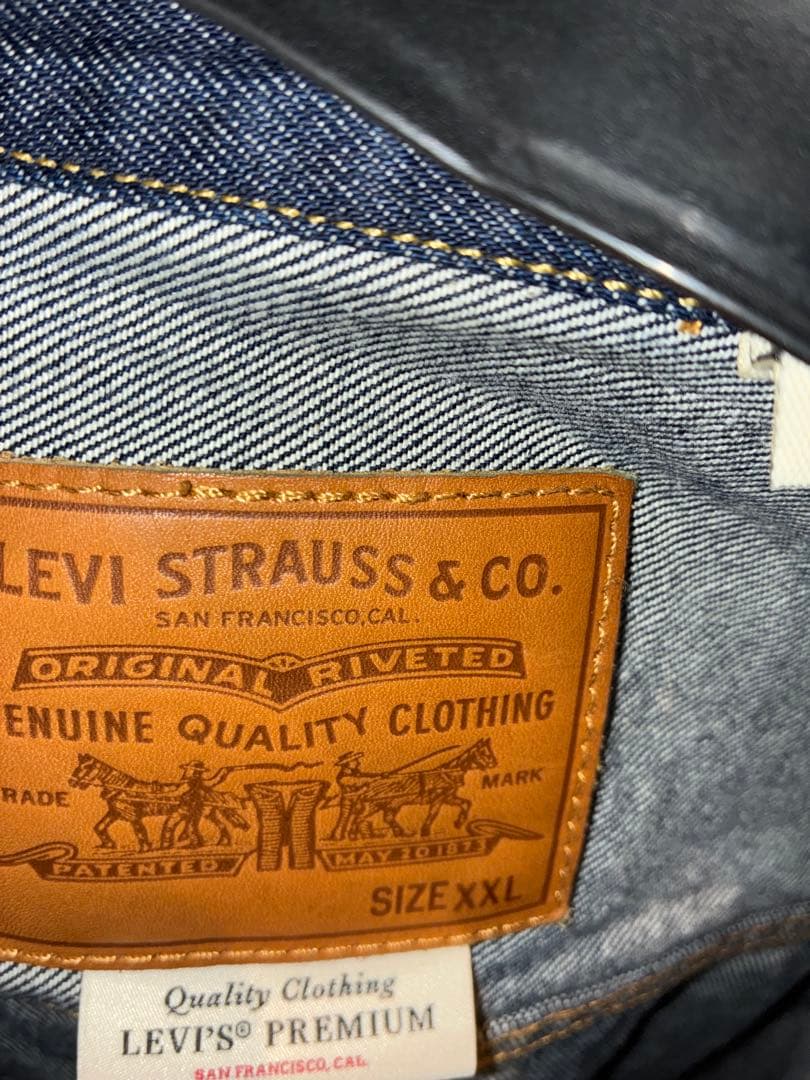 LEVI STRAUSS & CO.
SAN FRANCISCO, CAL.
ORIGINAL RIVETED
ENUINE QUALITY CLOTHING
RADE MARK
PATENTED MAY 20 1873
SIZE XXL
Quality Clothing
LEVI'S® PREMIUM
SAN FRANCISCO, CAL.